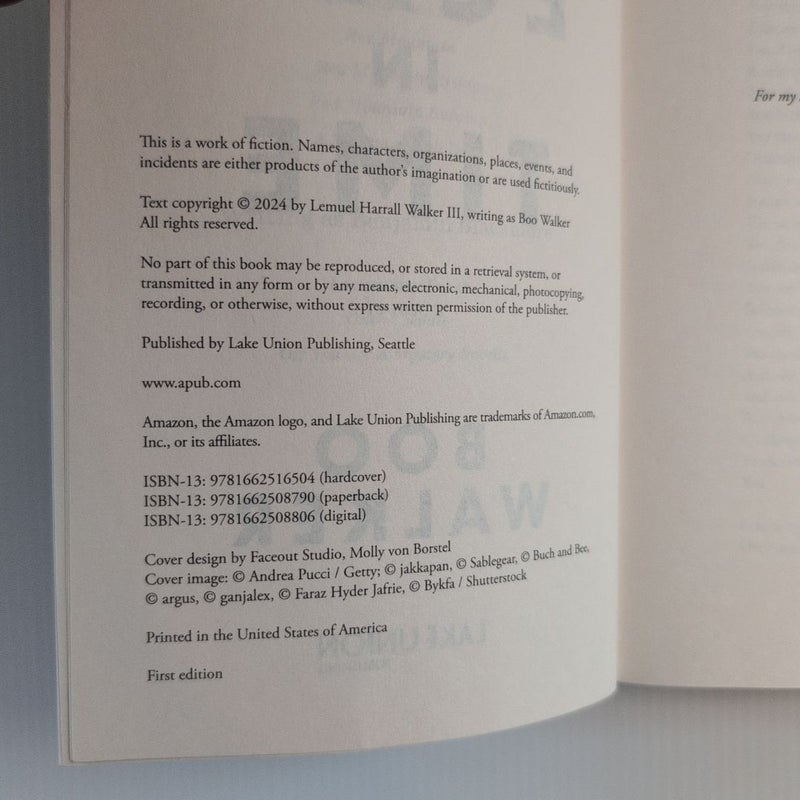 This is a work of fiction. Names, characters, organizations, places, events, and
incidents are either products of the author's imagination or are used fictitiously.
Text copyright © 2024 by Lemuel Harrall Walker III, writing as Boo Walker
All rights reserved.
No part of this book may be reproduced, or stored in a retrieval system, or
transmitted in any form or by any means, electronic, mechanical, photocopying,
recording, or otherwise, without express written permission of the publisher.
Published by Lake Union Publishing, Seattle
www.apub.com
Amazon, the Amazon logo, and Lake Union Publishing are trademarks of Amazon.com,
Inc., or its affiliates.
ISBN-13: 9781662516504 (hardcover)
ISBN-13: 9781662508790 (paperback)
ISBN-13: 9781662508806 (digital)
Cover design by Faceout Studio, Molly von Borstel
Cover image: © Andrea Pucci / Getty; © jakkapan, © Sablegear, © Buch and Bee,
© argus, © ganjalex, © Faraz Hyder Jafrie, © Bykfa / Shutterstock
Printed in the United States of America
First edition
For my